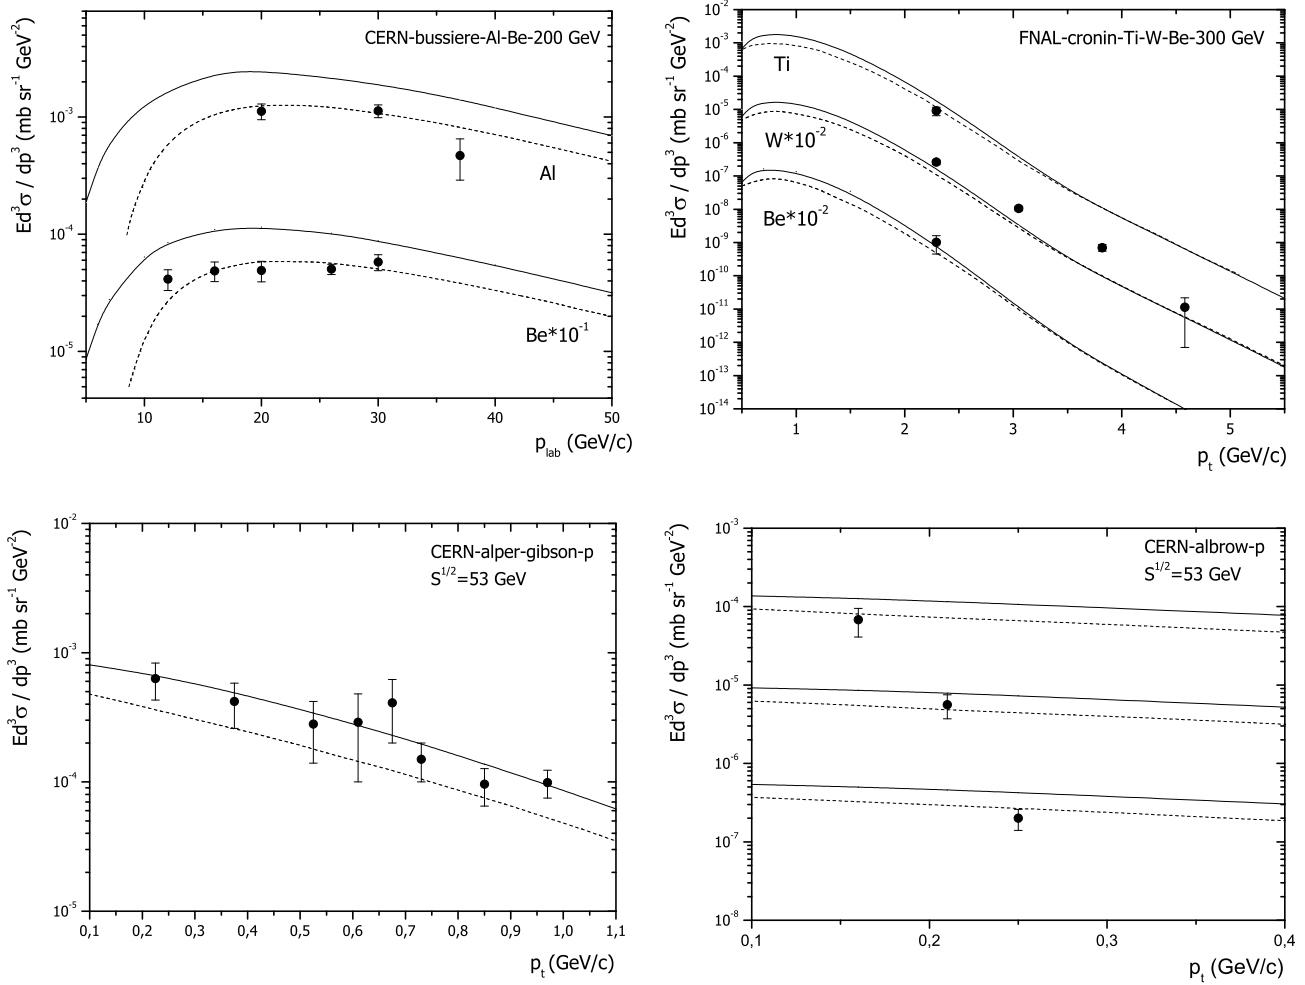 CERN-bussiere-Al-Be-200 GeV
Ed³σ / dp³ (mb sr⁻¹ GeV⁻²)
10⁻³
10⁻⁴
10⁻⁵
Al
Be*10⁻¹
10 20 30 40 50
p_lab (GeV/c)
FNAL-cronin-Ti-W-Be-300 GeV
Ed³σ / dp³ (mb sr⁻¹ GeV⁻²)
10⁻²
10⁻³
10⁻⁴
10⁻⁵
10⁻⁶
10⁻⁷
10⁻⁸
10⁻⁹
10⁻¹⁰
10⁻¹¹
10⁻¹²
10⁻¹³
10⁻¹⁴
Ti
W*10⁻²
Be*10⁻²
1 2 3 4 5
p_t (GeV/c)
CERN-alper-gibson-p
S^1/2=53 GeV
Ed³σ / dp³ (mb sr⁻¹ GeV⁻²)
10⁻²
10⁻³
10⁻⁴
10⁻⁵
0,1 0,2 0,3 0,4 0,5 0,6 0,7 0,8 0,9 1,0 1,1
p_t (GeV/c)
CERN-albrow-p
S^1/2=53 GeV
Ed³σ / dp³ (mb sr⁻¹ GeV⁻²)
10⁻³
10⁻⁴
10⁻⁵
10⁻⁶
10⁻⁷
10⁻⁸
0,1 0,2 0,3 0,4
p_t (GeV/c)